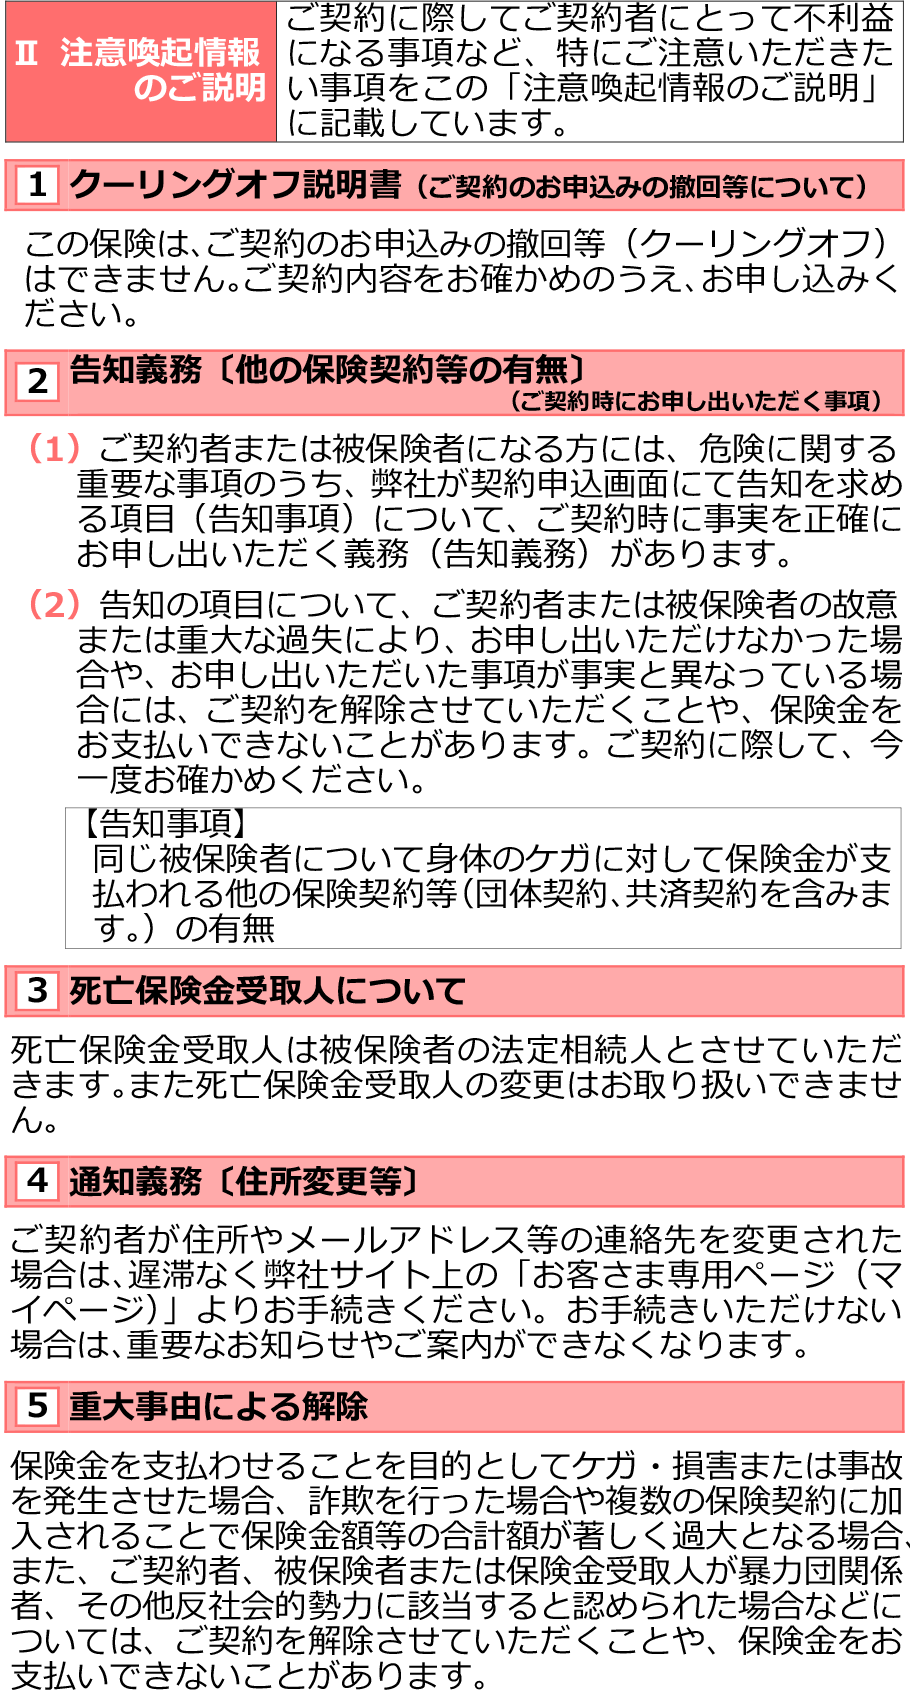 Ⅱ 注意喚起情報
のご説明
ご契約に際してご契約者にとって不利益
になる事項など、特にご注意いただきた
い事項をこの「注意喚起情報のご説明」
に記載しています。
1 クーリングオフ説明書（ご契約のお申込みの撤回等について）
この保険は、ご契約のお申込みの撤回等（クーリングオフ）
はできません。ご契約内容をお確かめのうえ、お申し込みく
ださい。
2 告知義務〔他の保険契約等の有無〕
（ご契約時にお申し出いただく事項）
（1）ご契約者または被保険者になる方には、危険に関する
重要な事項のうち、弊社が契約申込画面にて告知を求め
る項目（告知事項）について、ご契約時に事実を正確に
お申し出いただく義務（告知義務）があります。
（2）告知の項目について、ご契約者または被保険者の故意
または重大な過失により、お申し出いただけなかった場
合や、お申し出いただいた事項が事実と異なっている場
合には、ご契約を解除させていただくことや、保険金を
お支払いできないことがあります。ご契約に際して、今
一度お確かめください。
【告知事項】
同じ被保険者について身体のケガに対して保険金が支
払われる他の保険契約等（団体契約、共済契約を含みま
す。）の有無
3 死亡保険金受取人について
死亡保険金受取人は被保険者の法定相続人とさせていただ
きます。また死亡保険金受取人の変更はお取り扱いできませ
ん。
4 通知義務〔住所変更等〕
ご契約者が住所やメールアドレス等の連絡先を変更された
場合は、遅滞なく弊社サイト上の「お客さま専用ページ（マ
イページ）」よりお手続きください。お手続きいただけない
場合は、重要なお知らせやご案内ができなくなります。
5 重大事由による解除
保険金を支払わせることを目的としてケガ・損害または事故
を発生させた場合、詐欺を行った場合や複数の保険契約に加
入されることで保険金額等の合計額が著しく過大となる場合、
また、ご契約者、被保険者または保険金受取人が暴力団関係
者、その他反社会的勢力に該当すると認められた場合などに
ついては、ご契約を解除させていただくことや、保険金をお
支払いできないことがあります。